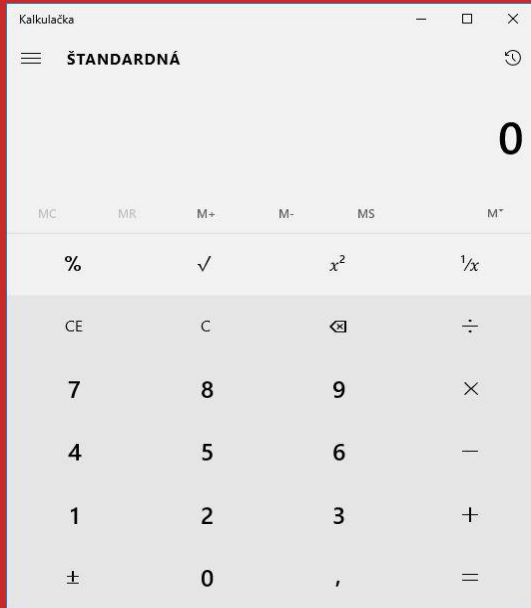 Kalkulačka
ŠTANDARDNÁ
0
MC MR M+ M- MS M˅
% √ x² ¹/x
CE C ÷
7 8 9 ×
4 5 6 −
1 2 3 +
± 0 , =